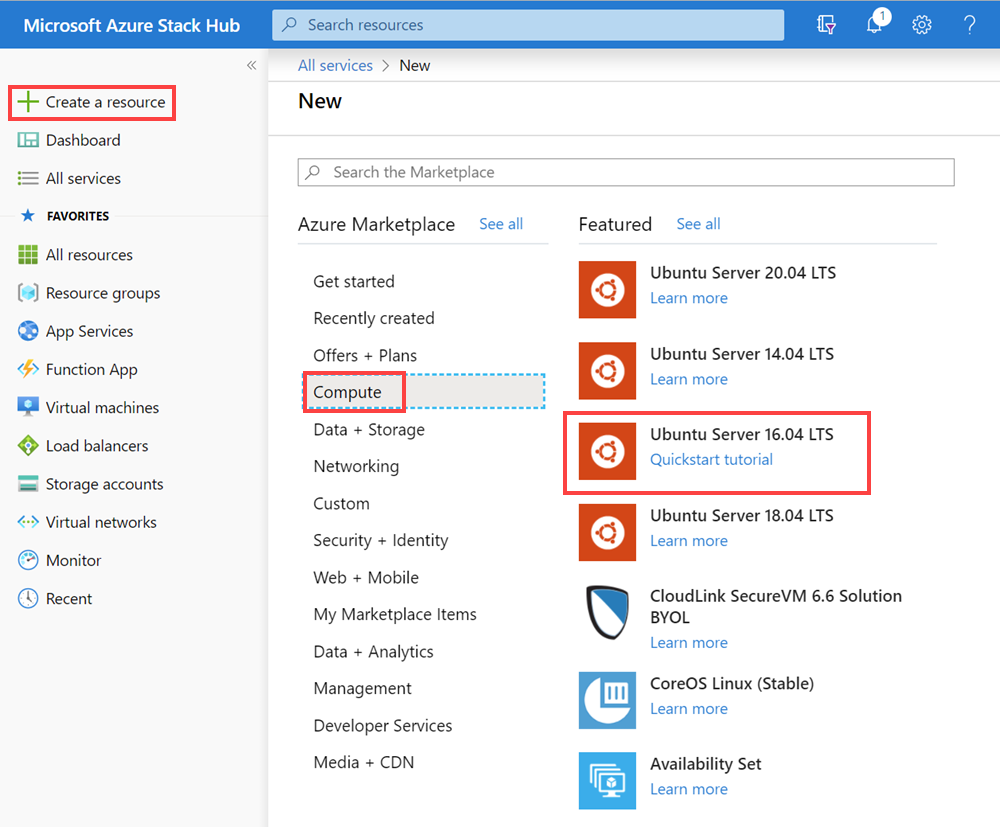 Microsoft Azure Stack Hub
Search resources
1
?
«
Create a resource
Dashboard
All services
FAVORITES
All resources
Resource groups
App Services
Function App
Virtual machines
Load balancers
Storage accounts
Virtual networks
Monitor
Recent
All services > New
New
Search the Marketplace
Azure Marketplace See all
Get started
Recently created
Offers + Plans
Compute
Data + Storage
Networking
Custom
Security + Identity
Web + Mobile
My Marketplace Items
Data + Analytics
Management
Developer Services
Media + CDN
Featured See all
Ubuntu Server 20.04 LTS
Learn more
Ubuntu Server 14.04 LTS
Learn more
Ubuntu Server 16.04 LTS
Quickstart tutorial
Ubuntu Server 18.04 LTS
Learn more
CloudLink SecureVM 6.6 Solution
BYOL
Learn more
CoreOS Linux (Stable)
Learn more
Availability Set
Learn more